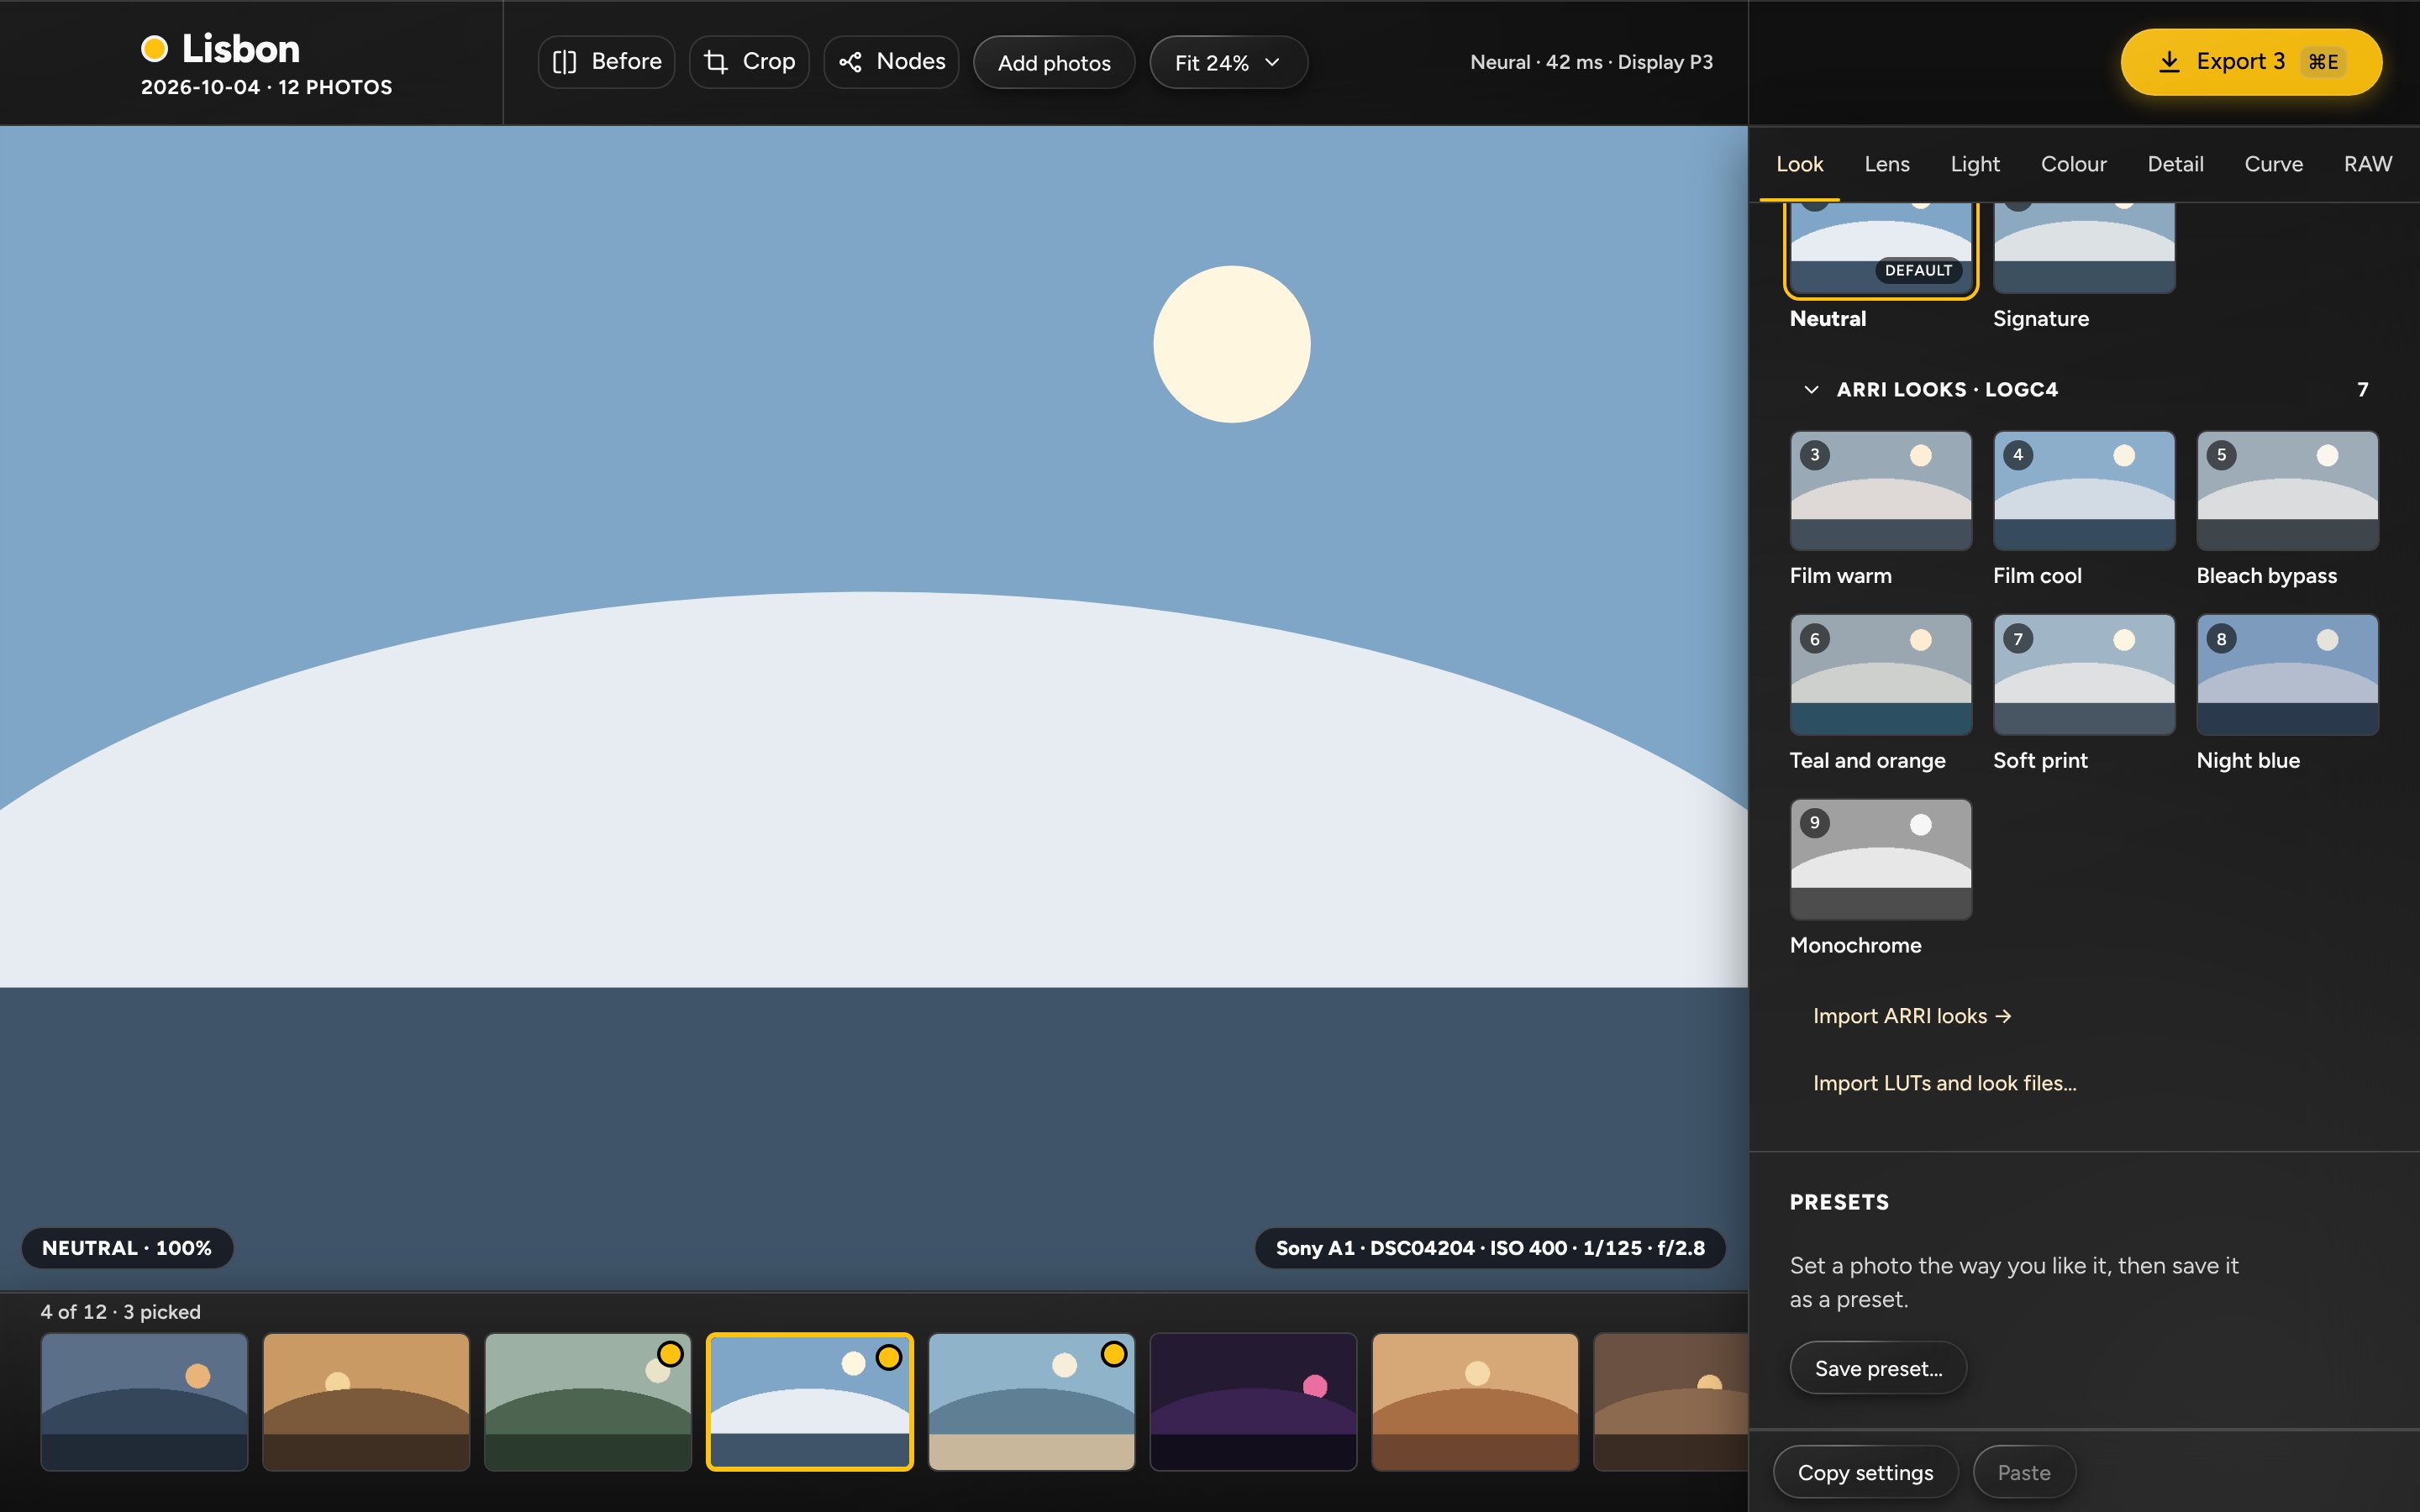 Lisbon
2026-10-04 · 12 PHOTOS
Before
Crop
Nodes
Add photos
Fit 24%
Neural · 42 ms · Display P3
Export 3 ⌘E
Look
Lens
Light
Colour
Detail
Curve
RAW
DEFAULT
Neutral
Signature
ARRI LOOKS · LOGC4
7
3
4
5
Film warm
Film cool
Bleach bypass
6
7
8
Teal and orange
Soft print
Night blue
9
Monochrome
Import ARRI looks →
Import LUTs and look files...
PRESETS
Set a photo the way you like it, then save it
as a preset.
Save preset...
Copy settings
Paste
NEUTRAL · 100%
Sony A1 · DSC04204 · ISO 400 · 1/125 · f/2.8
4 of 12 · 3 picked